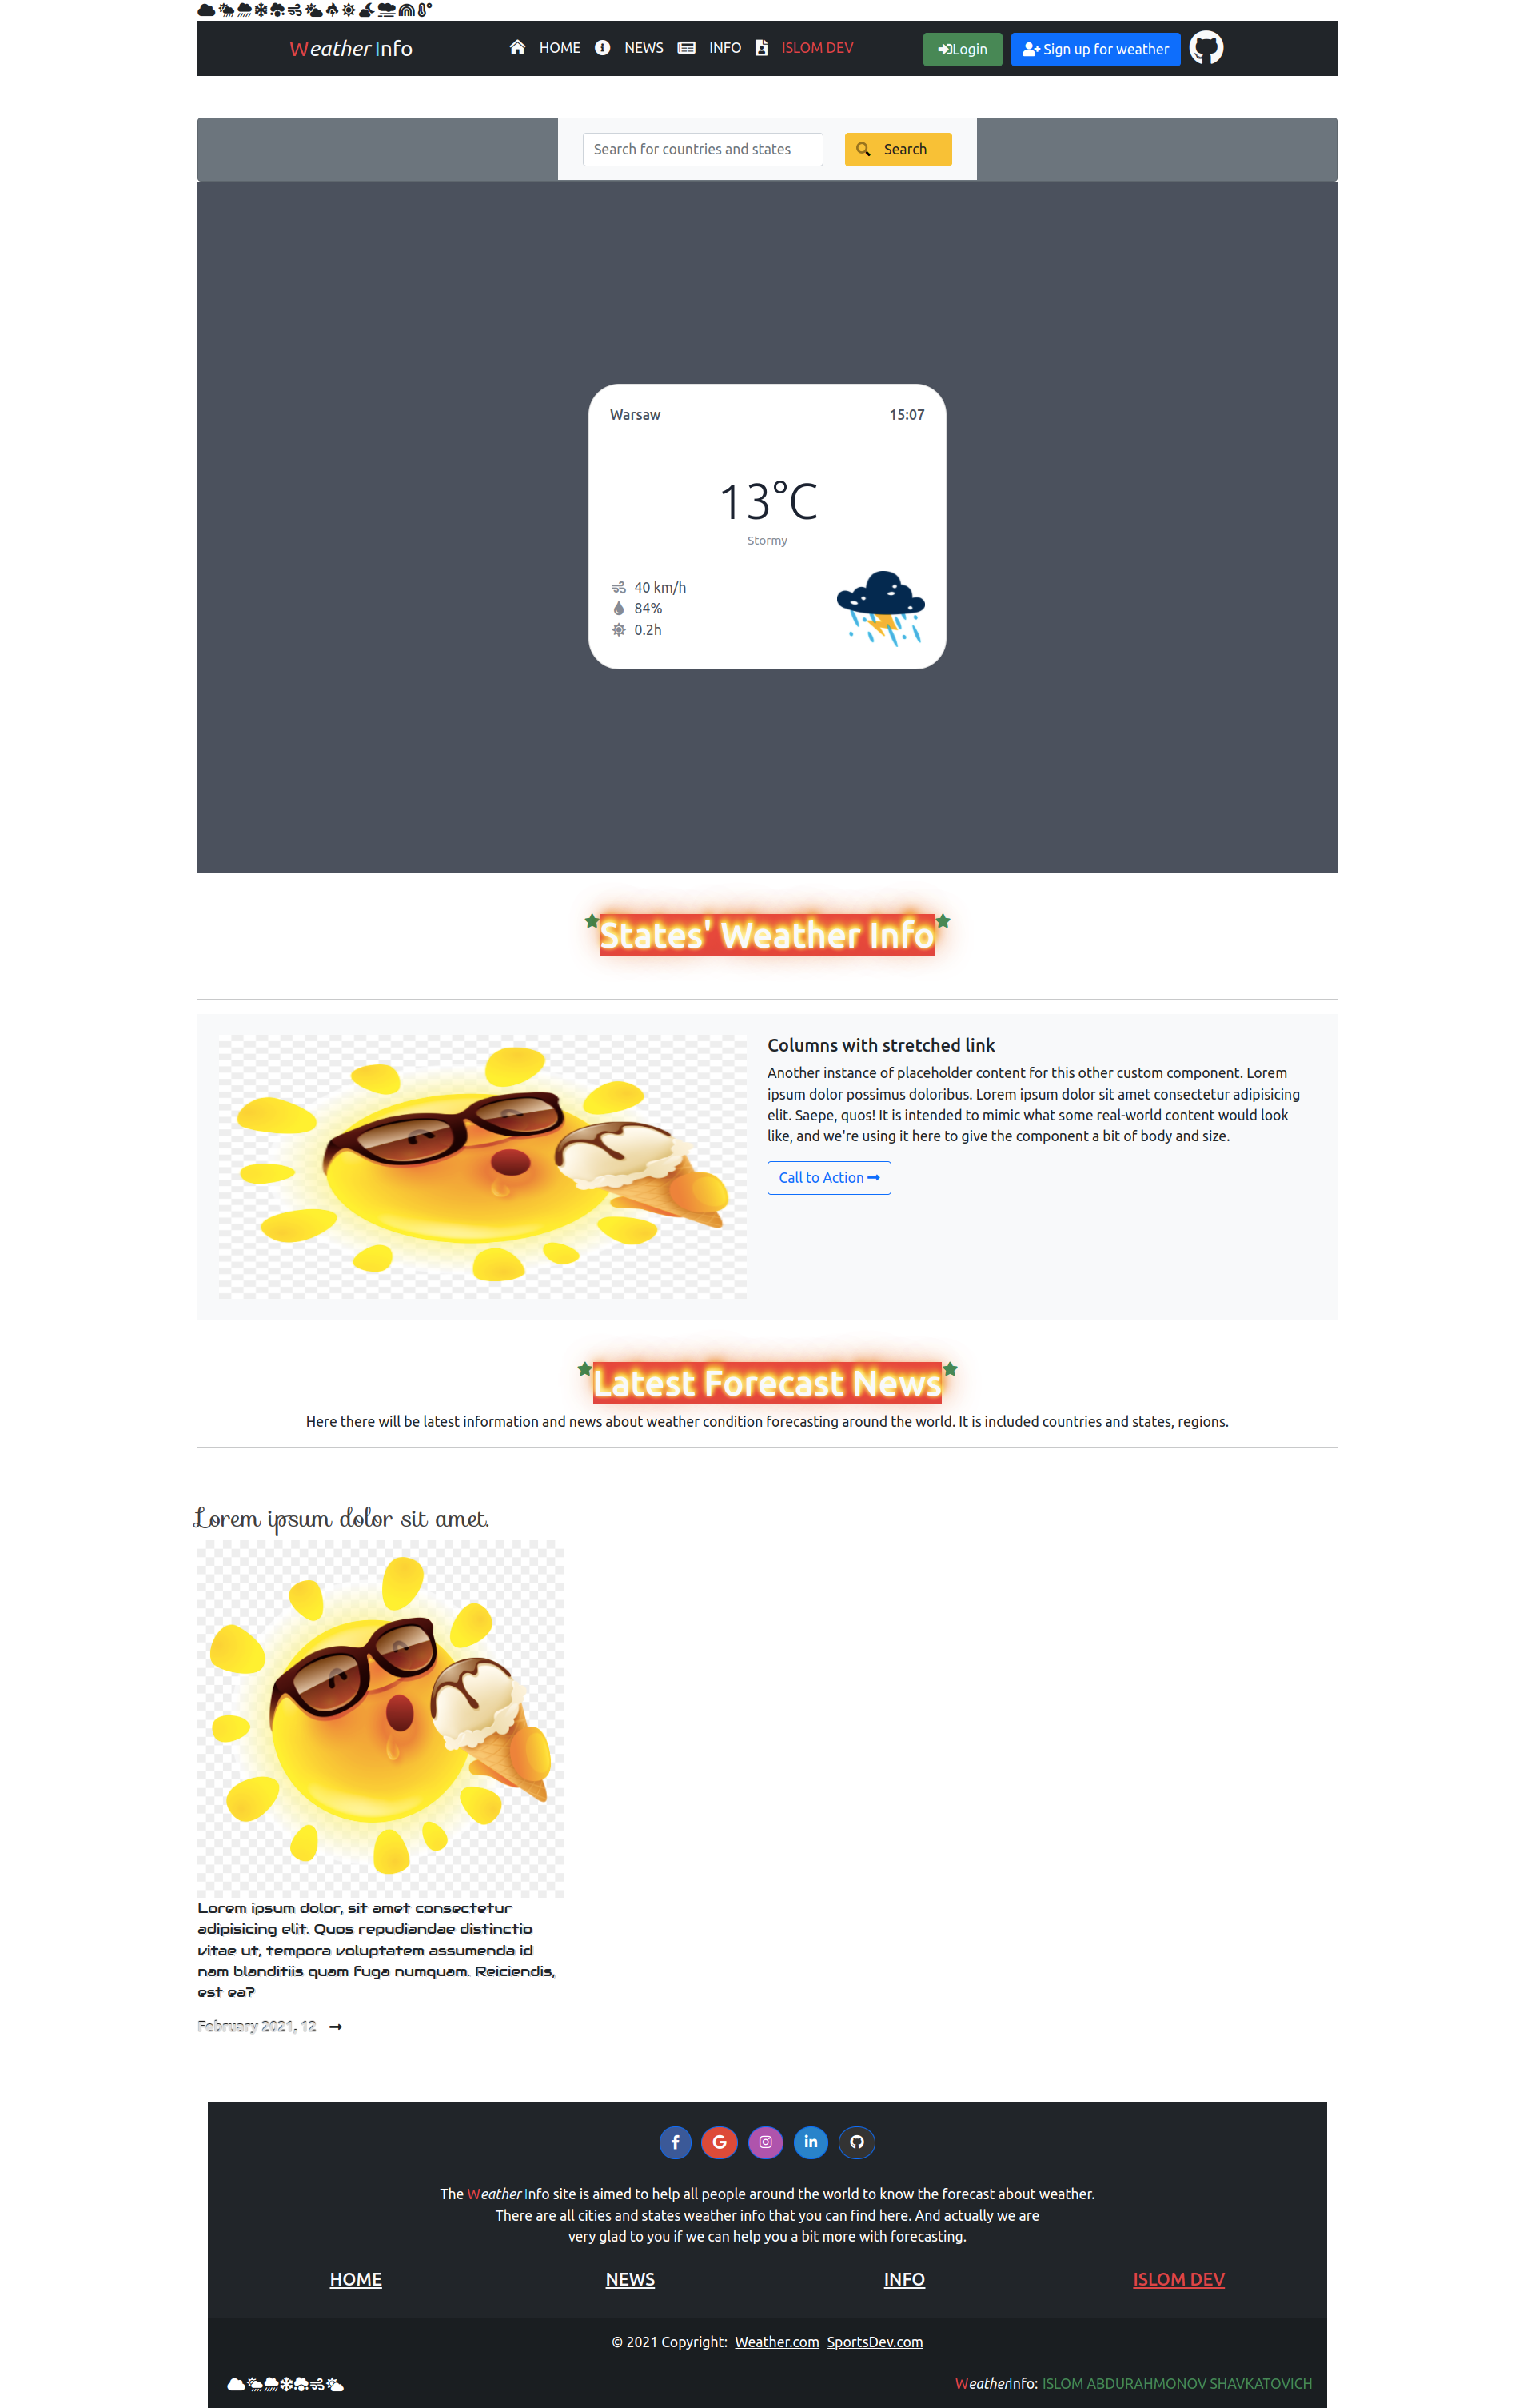 Weather Info HOME NEWS INFO ISLOM DEV Login Sign up for weather
Search for countries and states Search
Warsaw 15:07
13°C
Stormy
40 km/h
84%
0.2h
States' Weather Info
Columns with stretched link
Another instance of placeholder content for this other custom component. Lorem
ipsum dolor possimus doloribus. Lorem ipsum dolor sit amet consectetur adipisicing
elit. Saepe, quos! It is intended to mimic what some real-world content would look
like, and we're using it here to give the component a bit of body and size.
Call to Action
Latest Forecast News
Here there will be latest information and news about weather condition forecasting around the world. It is included countries and states, regions.
Lorem ipsum dolor sit amet.
Lorem ipsum dolor, sit amet consectetur
adipisicing elit. Quos repudiandae distinctio
vitae ut, tempora voluptatem assumenda id
nam blanditiis quam fuga numquam. Reiciendis,
est ea?
February 2021, 12
The Weather Info site is aimed to help all people around the world to know the forecast about weather.
There are all cities and states weather info that you can find here. And actually we are
very glad to you if we can help you a bit more with forecasting.
HOME NEWS INFO ISLOM DEV
© 2021 Copyright: Weather.com SportsDev.com
WeatherInfo: ISLOM ABDURAHMONOV SHAVKATOVICH